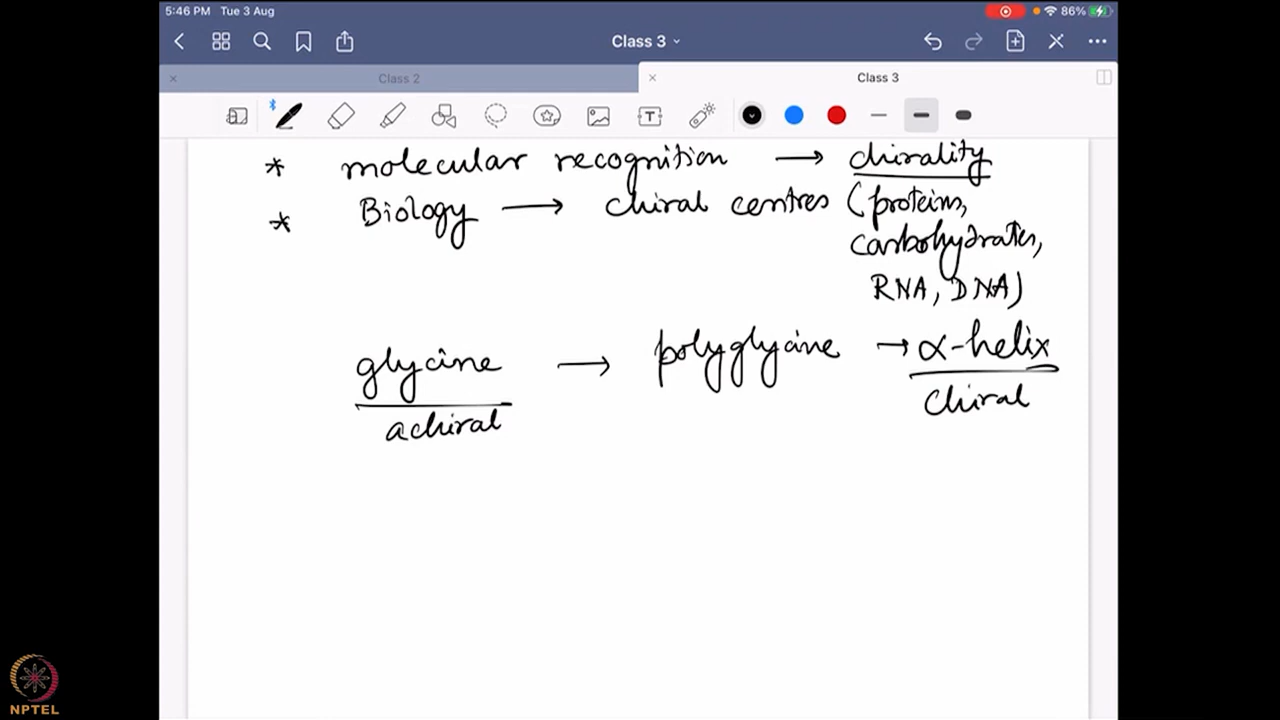 5:46 PM Tue 3 Aug 86%
Class 3
Class 2 Class 3
* molecular recognition → chirality
* Biology → chiral centres (proteins,
carbohydrates,
RNA, DNA)
glycine → polyglycine → α-helix
achiral chiral
NPTEL